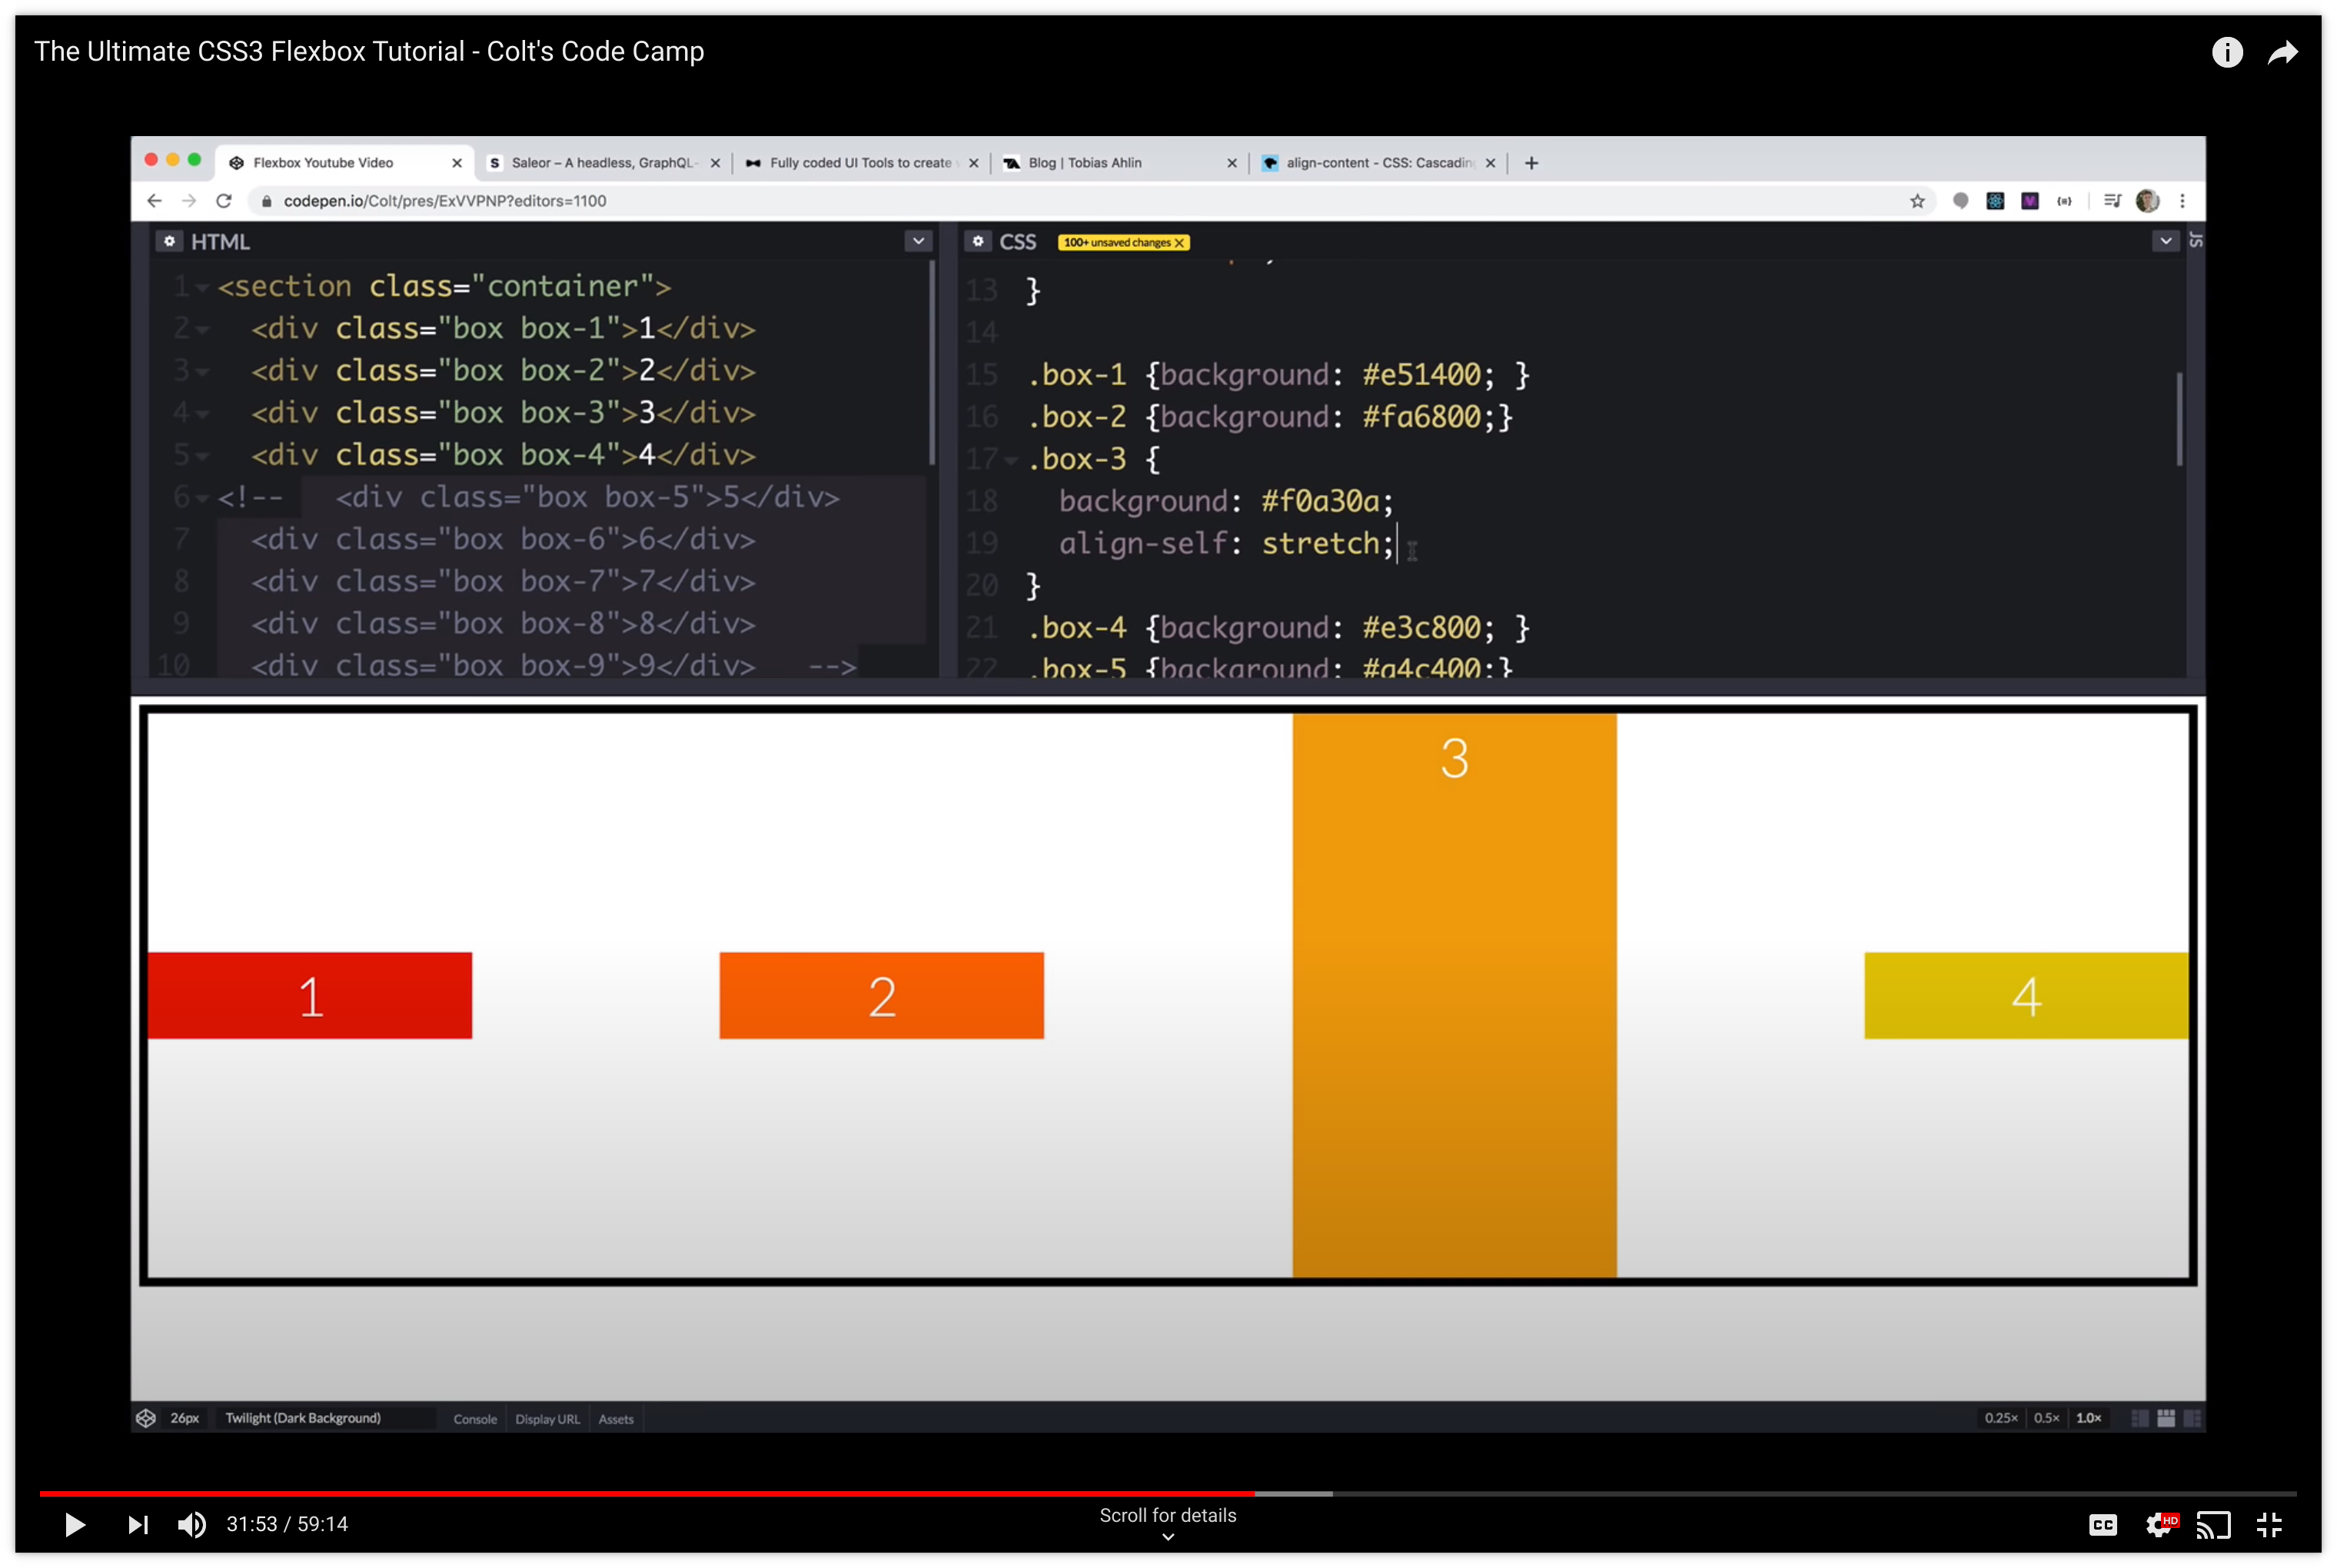 The Ultimate CSS3 Flexbox Tutorial - Colt's Code Camp
Flexbox Youtube Video
Saleor – A headless, GraphQL-
Fully coded UI Tools to create
Blog | Tobias Ahlin
align-content - CSS: Cascading
codepen.io/Colt/pres/ExVVPNP?editors=1100
HTML
1 <section class="container">
2 <div class="box box-1">1</div>
3 <div class="box box-2">2</div>
4 <div class="box box-3">3</div>
5 <div class="box box-4">4</div>
6 <!-- <div class="box box-5">5</div>
7 <div class="box box-6">6</div>
8 <div class="box box-7">7</div>
9 <div class="box box-8">8</div>
10 <div class="box box-9">9</div> -->
CSS 100+ unsaved changes X
JS
13 }
14
15 .box-1 {background: #e51400; }
16 .box-2 {background: #fa6800;}
17 .box-3 {
18 background: #f0a30a;
19 align-self: stretch;
20 }
21 .box-4 {background: #e3c800; }
22 .box-5 {background: #a4c400;}
3
1
2
4
26px Twilight (Dark Background) Console Display URL Assets 0.25× 0.5× 1.0×
Scroll for details
31:53 / 59:14
CC
HD